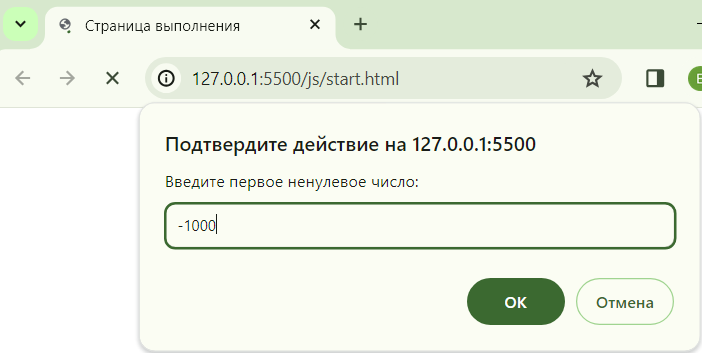 Страница выполнения
127.0.0.1:5500/js/start.html
Подтвердите действие на 127.0.0.1:5500
Введите первое ненулевое число:
-1000
ОК
Отмена